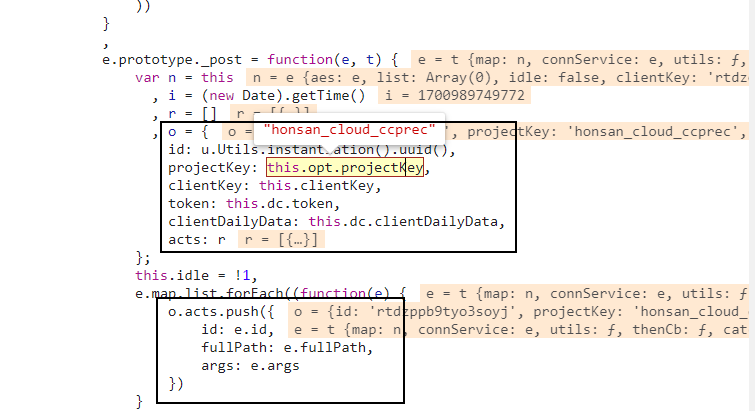 ))
}
,
e.prototype._post = function(e, t) { e = t {map: n, connService: e, utils: ƒ,
var n = this n = e {aes: e, list: Array(0), idle: false, clientKey: 'rtdz
, i = (new Date).getTime() i = 1700989749772
, r = [] r = [{…}]
"honsan_cloud_ccprec"
, o = { o = ', projectKey: 'honsan_cloud_ccprec',
id: u.Utils.instant ation().uuid(),
projectKey: this.opt.projectKey,
clientKey: this.clientKey,
token: this.dc.token,
clientDailyData: this.dc.clientDailyData,
acts: r r = [{…}]
};
this.idle = !1,
e.map.list.forEach((function(e) { e = t {map: n, connService: e, utils: ƒ
o.acts.push({ o = {id: 'rtdzppb9tyo3soyj', projectKey: 'honsan_cloud_
id: e.id, e = t {map: n, connService: e, utils: ƒ, thenCb: ƒ, cat
fullPath: e.fullPath,
args: e.args
})
}